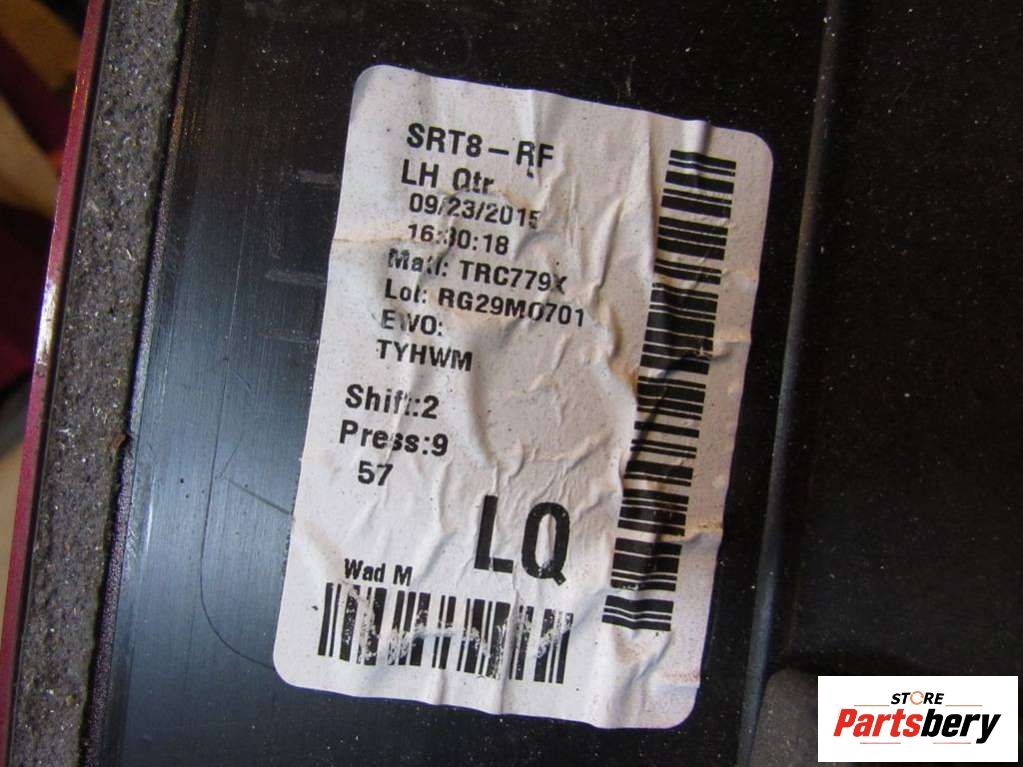 SRT8-RF
LH Qtr
09/23/2015
16:30:18
Matl: TRC779X
Lot: RG29M0701
EWO:
TYHWM
Shift:2
Press:9
57
LQ
Wad M
STORE
Partsbery